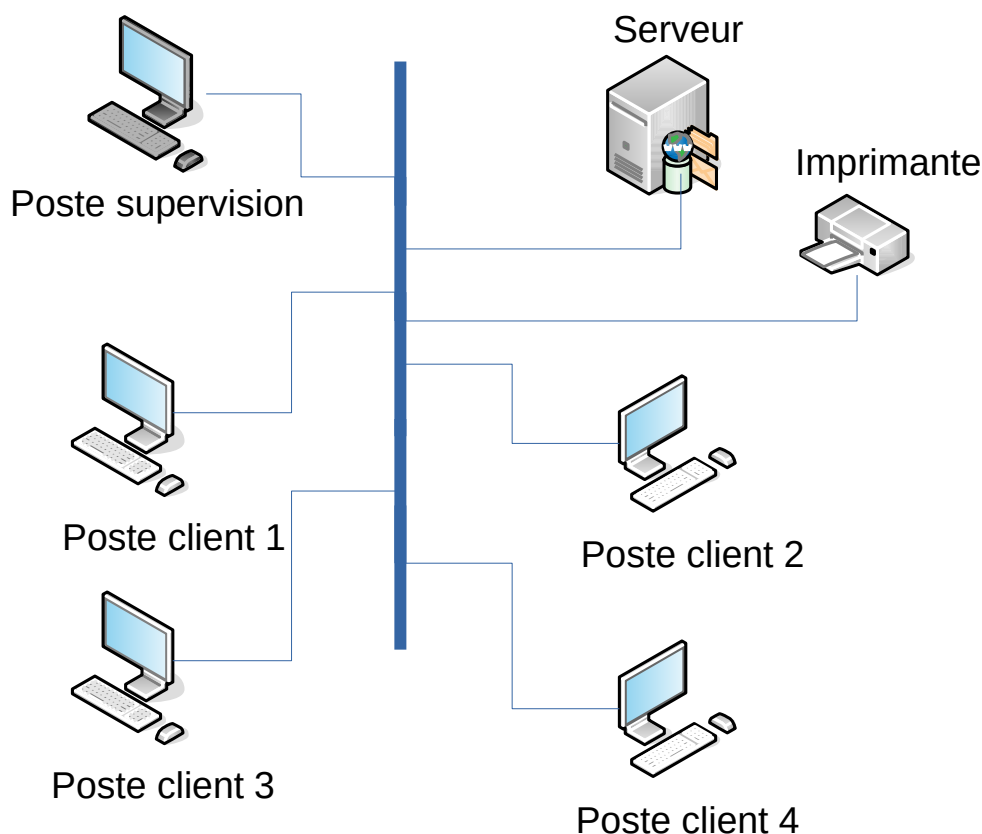 Serveur
Imprimante
Poste supervision
Poste client 1
Poste client 2
Poste client 3
Poste client 4